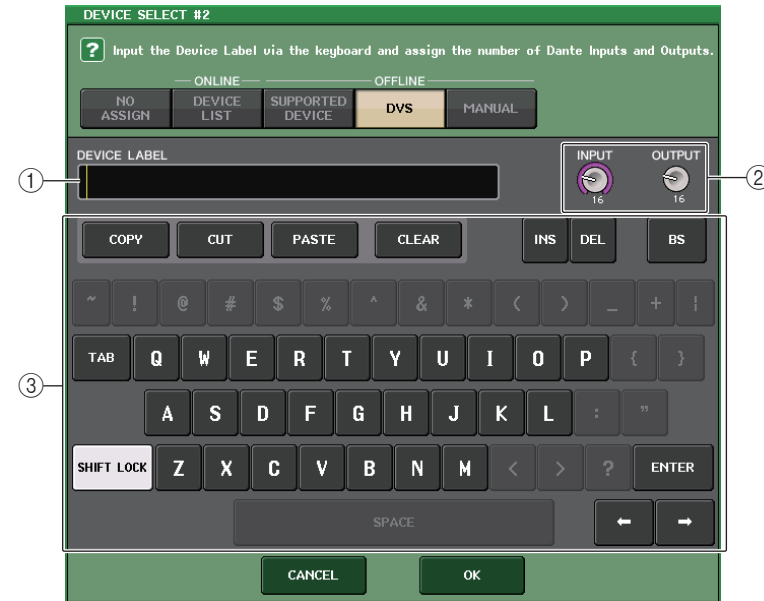 DEVICE SELECT #2
? Input the Device Label via the keyboard and assign the number of Dante Inputs and Outputs.
ONLINE OFFLINE
NO ASSIGN DEVICE LIST SUPPORTED DEVICE DVS MANUAL
DEVICE LABEL INPUT OUTPUT
① ②
16 16
COPY CUT PASTE CLEAR INS DEL BS
~ ! @ # $ % ^ & * ( ) _ + ¦
TAB Q W E R T Y U I O P { }
③
A S D F G H J K L : "
SHIFT LOCK Z X C V B N M < > ? ENTER
SPACE ← →
CANCEL OK